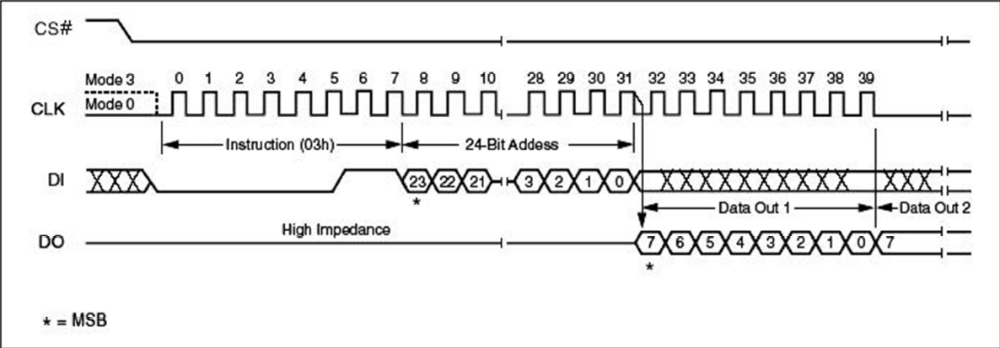 CS#
Mode 3
0 1 2 3 4 5 6 7 8 9 10 28 29 30 31 32 33 34 35 36 37 38 39
CLK
Mode 0
Instruction (03h)
24-Bit Addess
DI
23 22 21 3 2 1 0
*
Data Out 1
Data Out 2
High Impedance
DO
7 6 5 4 3 2 1 0 7
*
* = MSB